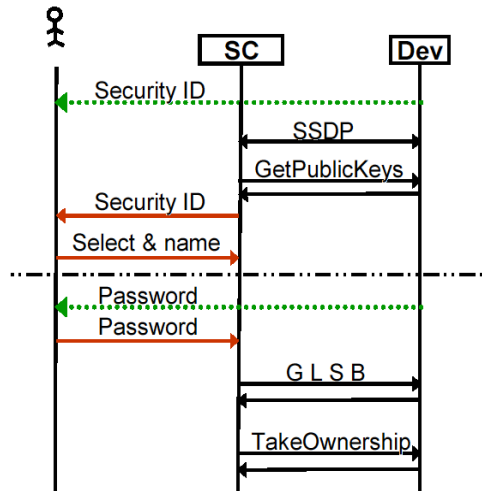 SC
Dev
Security ID
SSDP
GetPublicKeys
Security ID
Select & name
Password
Password
G L S B
TakeOwnership